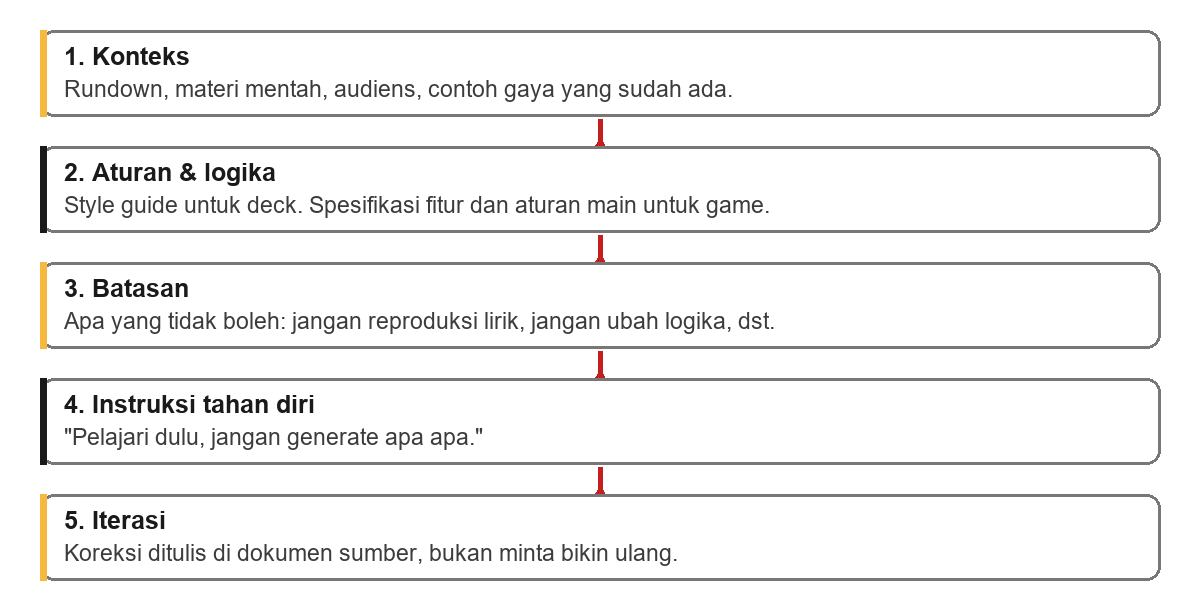 1. Konteks
Rundown, materi mentah, audiens, contoh gaya yang sudah ada.
2. Aturan & logika
Style guide untuk deck. Spesifikasi fitur dan aturan main untuk game.
3. Batasan
Apa yang tidak boleh: jangan reproduksi lirik, jangan ubah logika, dst.
4. Instruksi tahan diri
"Pelajari dulu, jangan generate apa apa."
5. Iterasi
Koreksi ditulis di dokumen sumber, bukan minta bikin ulang.